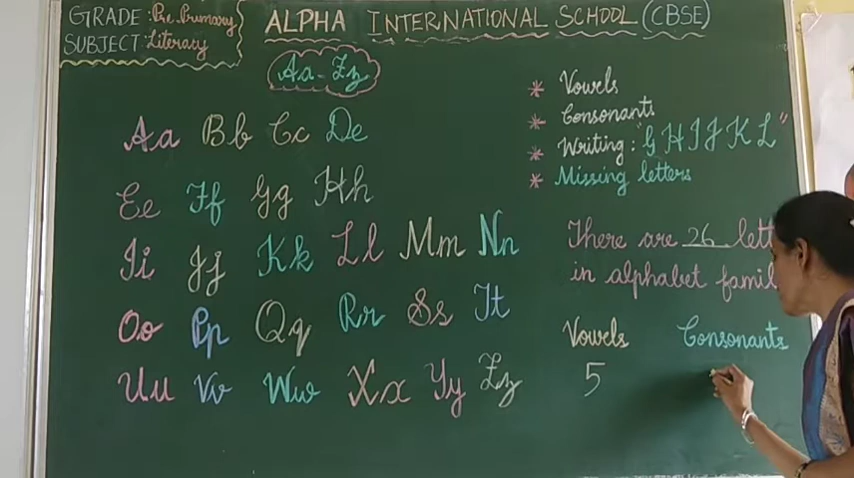 GRADE : Pre Primary
SUBJECT : Literacy
ALPHA INTERNATIONAL SCHOOL (CBSE)
Aa - Zz
Aa Bb Cc De
Ee Ff Gg Hh
Ii Jj Kk Ll Mm Nn
Oo Pp Qq Rr Ss Tt
Uu Vv Ww Xx Yy Zz
* Vowels
* Consonants
* Writing : "G H I J K L"
* Missing letters
There are 26 lett
in alphabet famil
Vowels Consonants
5